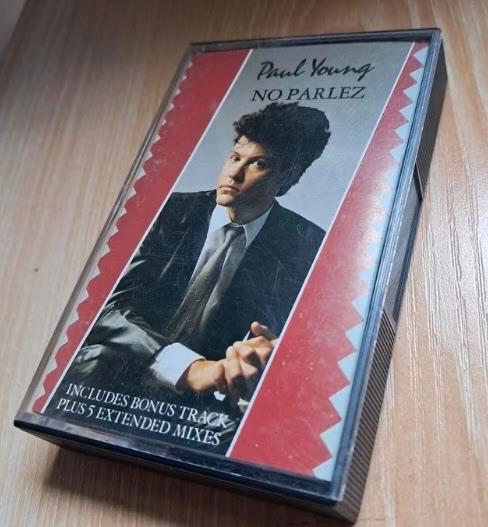 Paul Young
NO PARLEZ
INCLUDES BONUS TRACK
PLUS 5 EXTENDED MIXES